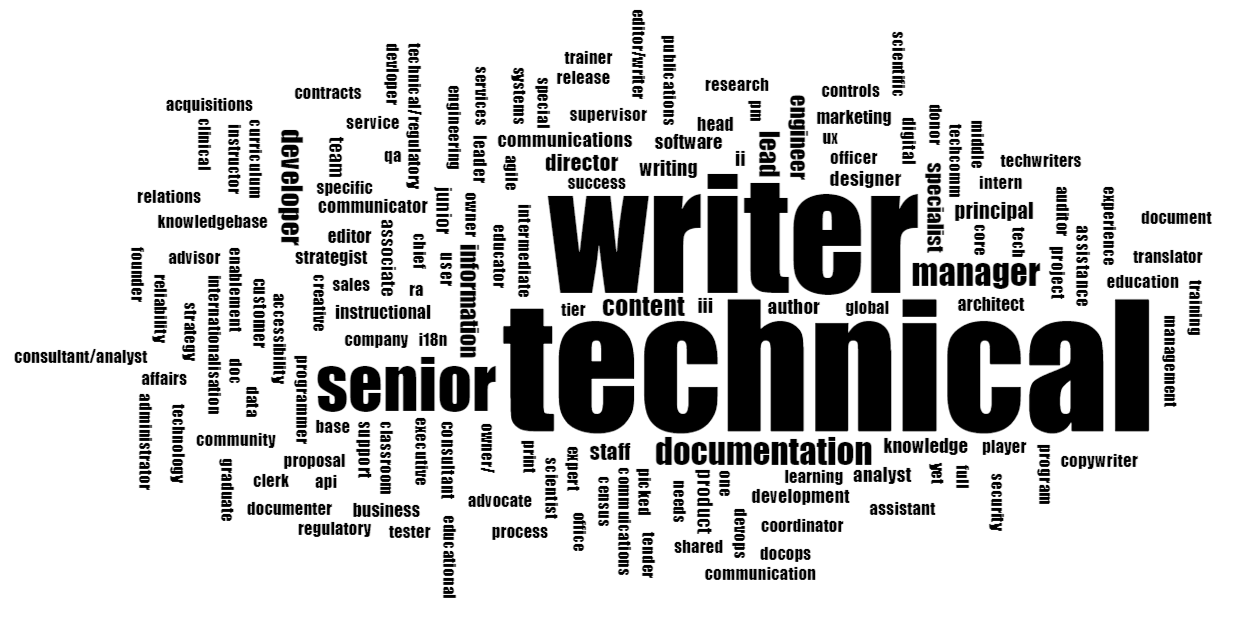 editor/writer
scientific
publications
devloper
technical/regulatory
trainer
release
services
systems
special
research
controls
contracts
engineering
acquisitions
pm
engineer
supervisor
marketing
donor
digital
service
head
techcomm
middle
clinical
instructor
curriculum
developer
team
qa
leader
communications
software
lead
ux
agile
director
writing
ii
officer
techwriters
specialist
success
designer
intern
specific
relations
junior
owner
communicator
writer
principal
auditor
experience
document
knowledgebase
associate
intermediate
editor
chief
educator
core
tech
assistance
founder
advisor
enablement
strategist
user
information
manager
project
translator
reliability
internationalisation
customer
creative
sales
ra
education
training
strategy
accessibility
instructional
tier
content
iii
author
global
architect
company
i18n
technical
management
consultant/analyst
doc
affairs
data
programmer
senior
administrator
technology
community
base
support
classroom
executive
consultant
owner/
print
staff
documentation
knowledge
player
program
copywriter
graduate
proposal
clerk
api
scientist
expert
census
commuications
picked
needs
product
one
learning
analyst
yet
full
security
development
documenter
business
advocate
assistant
regulatory
tester
educational
process
office
tender
devops
coordinator
shared
docops
communication